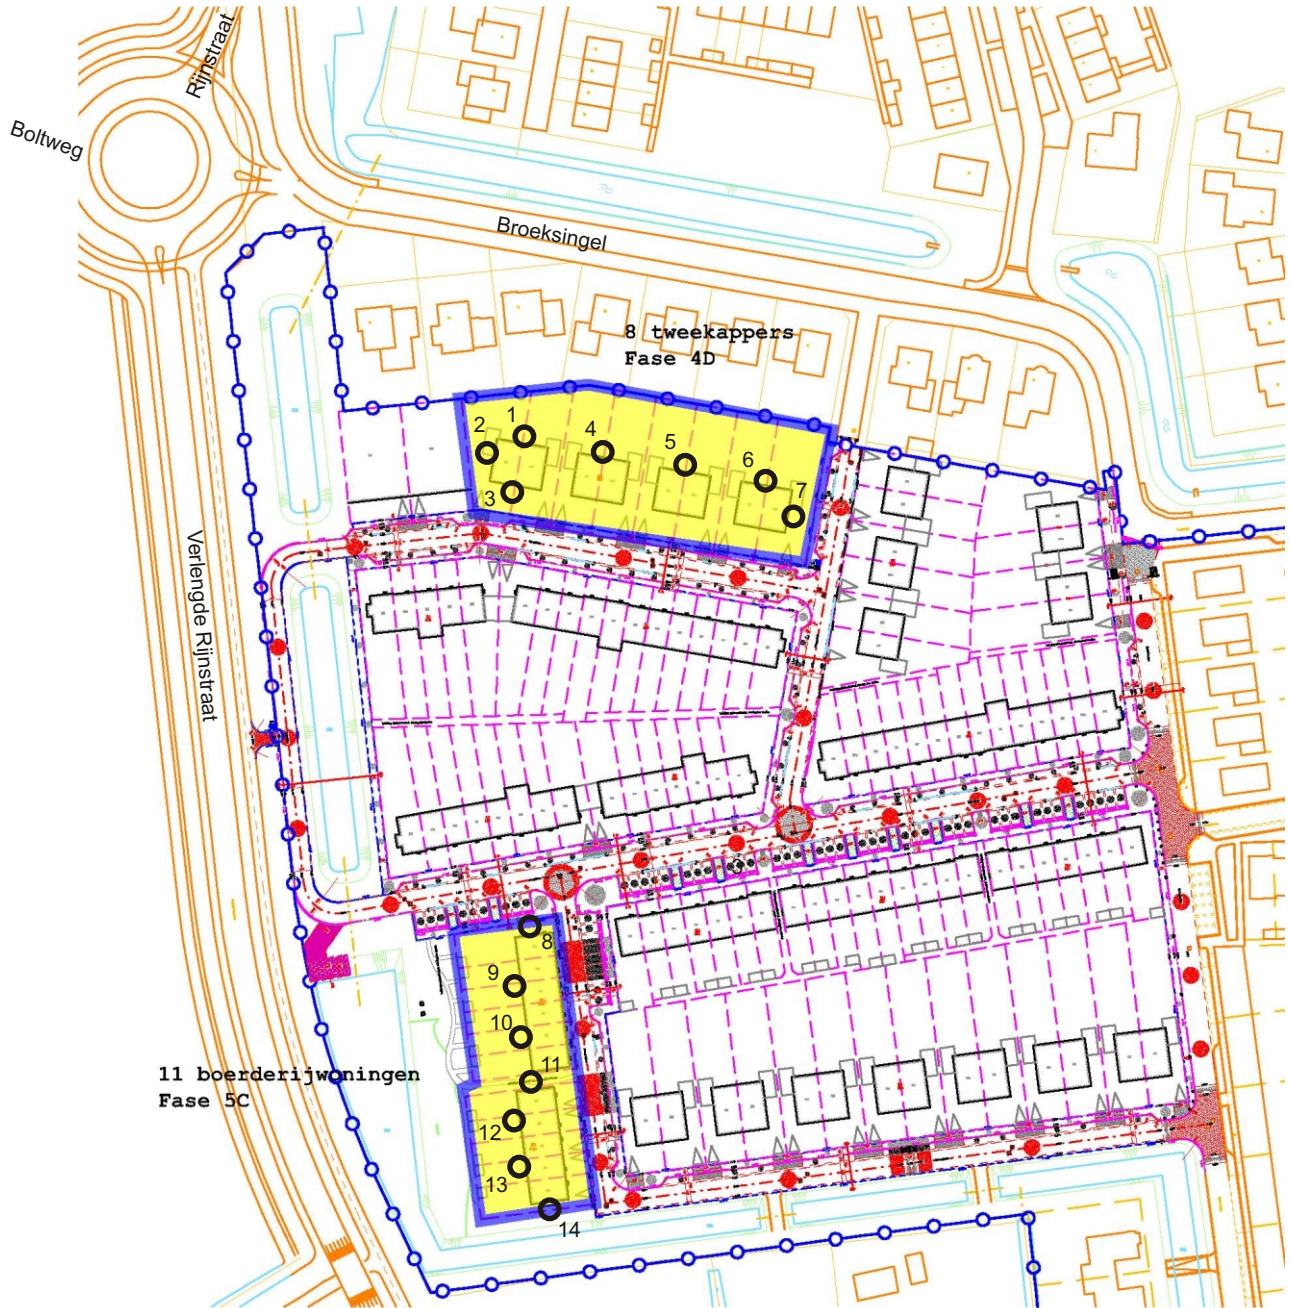 Rijnstraat
Boltweg
Broeksingel
8 tweekappers
Fase 4D
1
2
4
5
6
3
7
Verlengde Rijnstraat
8
9
10
11 boerderijwoningen
Fase 5C
11
12
13
14